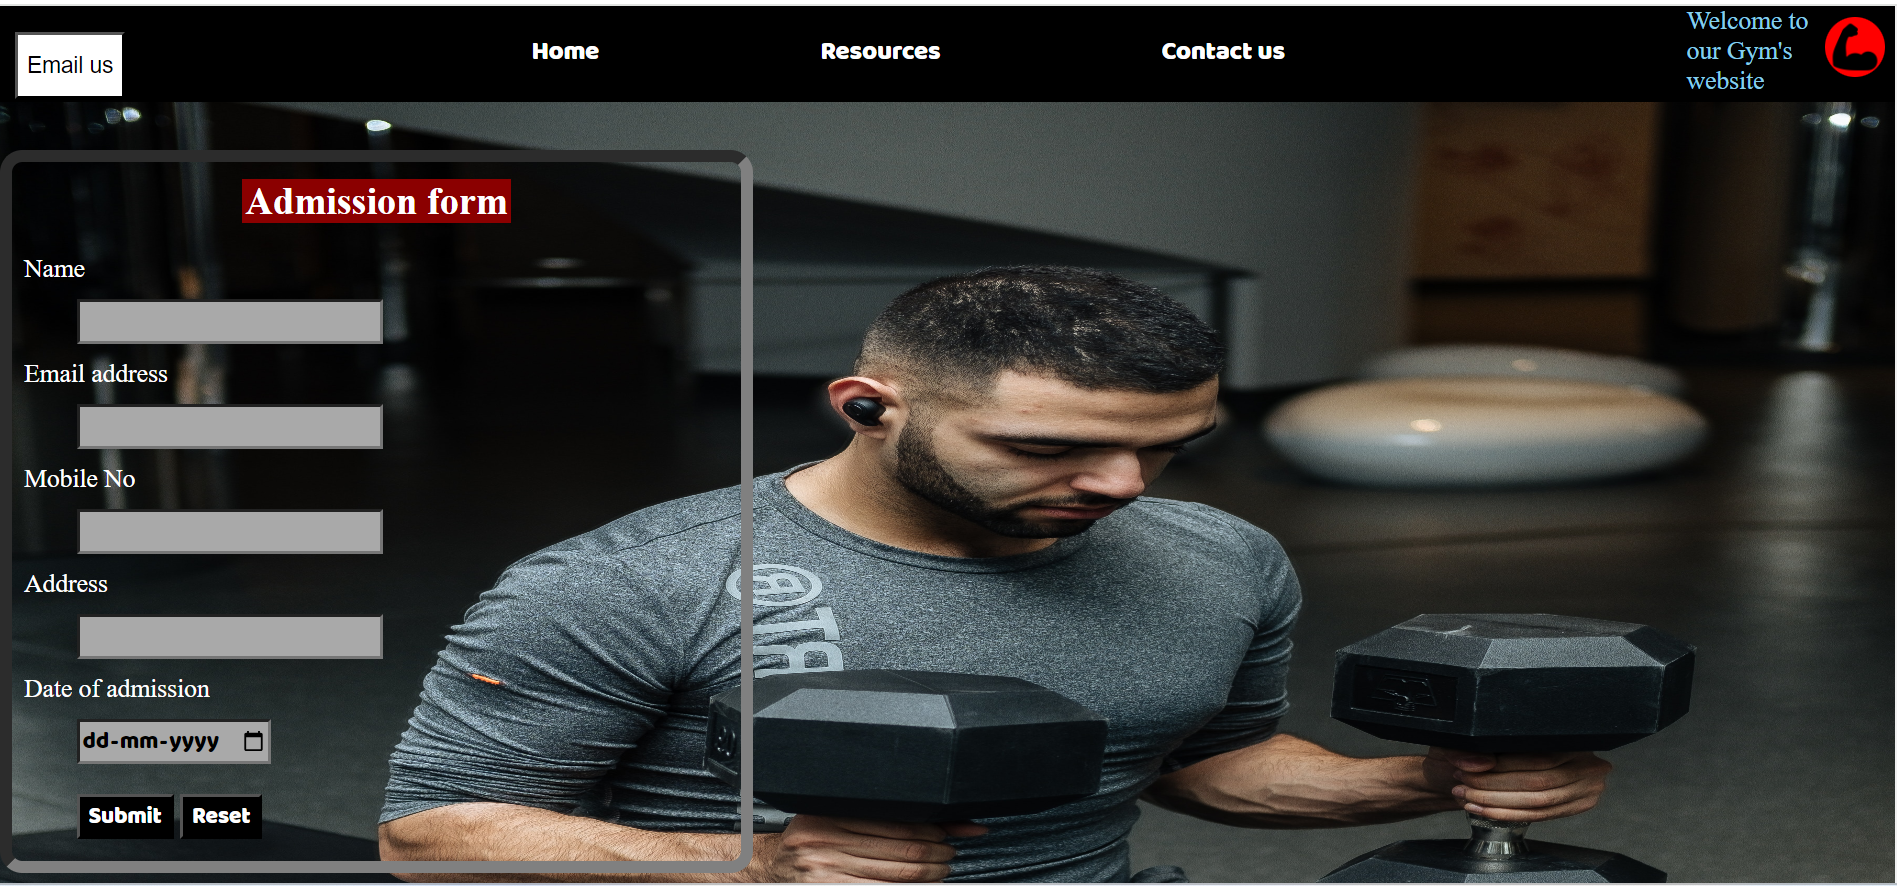 Email us
Home
Resources
Contact us
Welcome to
our Gym's
website
Admission form
Name
Email address
Mobile No
Address
Date of admission
dd-mm-yyyy
Submit
Reset